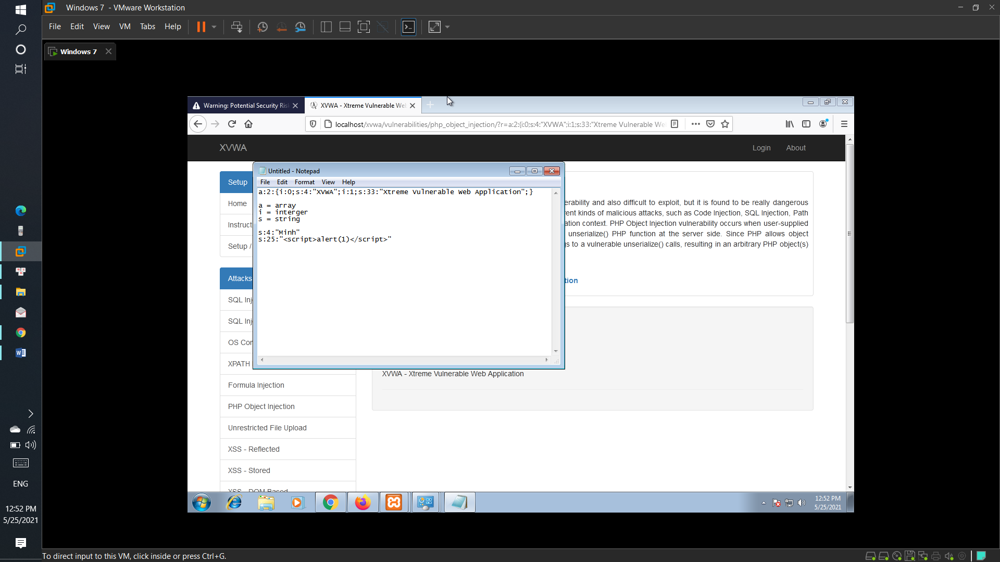 Windows 7 - VMware Workstation
File Edit View VM Tabs Help
Windows 7
Warning: Potential Security Ris
XVWA - Xtreme Vulnerable We
localhost/xvwa/vulnerabilities/php_object_injection/?r=a:2:{i:0;s:4:"XVWA";i:1;s:33:"Xtreme Vulnerable We
XVWA
Login About
Untitled - Notepad
File Edit Format View Help
a:2:{i:0;s:4:"XVWA";i:1;s:33:"Xtreme Vulnerable Web Application";}
a = array
i = interger
s = string
s:4:"Minh"
s:25:"<script>alert(1)</script>"
Setup
Home
Instruct
Setup /
Attacks
SQL Inj
SQL Inj
OS Con
XPATH
Formula Injection
PHP Object Injection
Unrestricted File Upload
XSS - Reflected
XSS - Stored
XSS - DOM Based
erability and also difficult to exploit, but it is found to be really dangerous
rent kinds of malicious attacks, such as Code Injection, SQL Injection, Path
ation context. PHP Object Injection vulnerability occurs when user-supplied
unserialize() PHP function at the server side. Since PHP allows object
s to a vulnerable unserialize() calls, resulting in an arbitrary PHP object(s)
tion
XVWA - Xtreme Vulnerable Web Application
12:52 PM
5/25/2021
ENG
12:52 PM
5/25/2021
To direct input to this VM, click inside or press Ctrl+G.